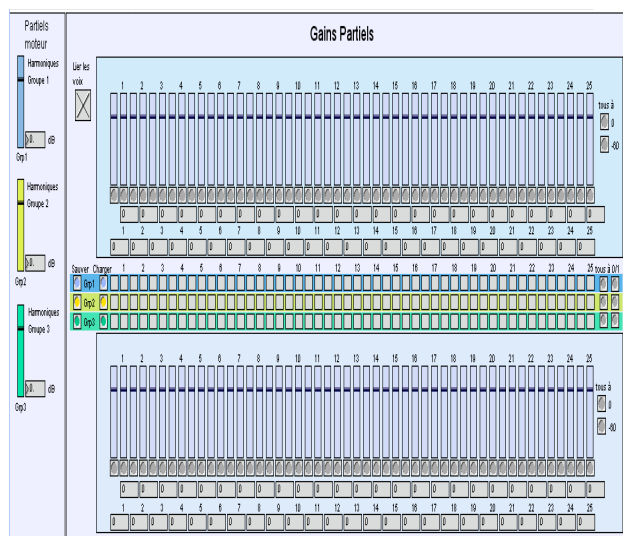 Partiels
moteur
Harmoniques
Groupe 1
0. dB
Grp1
Harmoniques
Groupe 2
0. dB
Grp2
Harmoniques
Groupe 3
0. dB
Grp3
Gains Partiels
Lier les
voix
1 2 3 4 5 6 7 8 9 10 11 12 13 14 15 16 17 18 19 20 21 22 23 24 25
tous à
0
-60
0 0 0 0 0 0 0 0 0 0 0 0 0 0 0 0 0 0 0 0 0 0 0 0
1 2 3 4 5 6 7 8 9 10 11 12 13 14 15 16 17 18 19 20 21 22 23 24 25
0 0 0 0 0 0 0 0 0 0 0 0 0 0 0 0 0 0 0 0 0 0 0 0 0
Sauver Charger 1 2 3 4 5 6 7 8 9 10 11 12 13 14 15 16 17 18 19 20 21 22 23 24 25 tous à 0/1
Grp1
Grp2
Grp3
1 2 3 4 5 6 7 8 9 10 11 12 13 14 15 16 17 18 19 20 21 22 23 24 25
tous à
0
-60
0 0 0 0 0 0 0 0 0 0 0 0 0 0 0 0 0 0 0 0 0 0 0 0
1 2 3 4 5 6 7 8 9 10 11 12 13 14 15 16 17 18 19 20 21 22 23 24 25
0 0 0 0 0 0 0 0 0 0 0 0 0 0 0 0 0 0 0 0 0 0 0 0 0